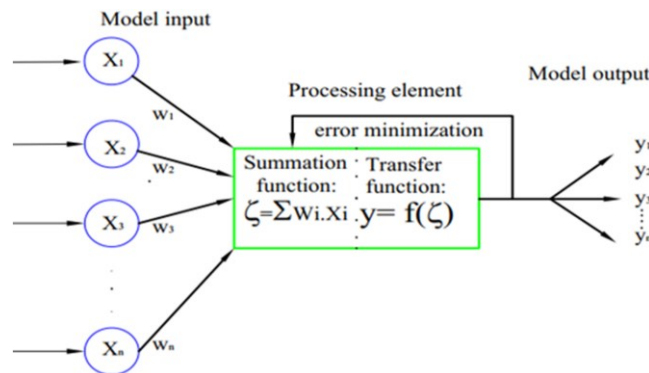 Model input
X₁
Processing element
Model output
W₁
error minimization
y₁
X₂
W₂
Summation function:
Transfer function:
y₂
ζ=ΣWi.Xi
y= f(ζ)
X₃
W₃
y₃
Xₙ
Wₙ